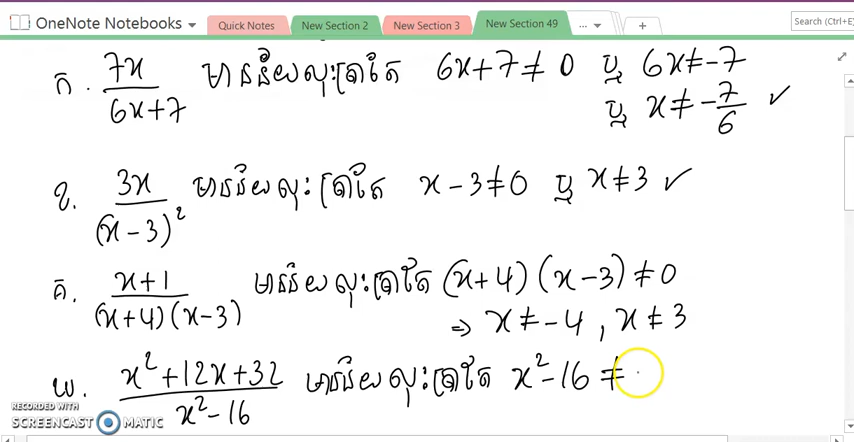 OneNote Notebooks Quick Notes New Section 2 New Section 3 New Section 49 ... + Search (Ctrl+E)
ក. 7x/(6x+7) មានន័យលុះត្រាតែ 6x+7≠0 ឬ 6x≠-7
ឬ x≠-7/6 ✓
ខ. 3x/(x-3)² មានន័យលុះត្រាតែ x-3≠0 ឬ x≠3 ✓
គ. (x+1)/((x+4)(x-3)) មានន័យលុះត្រាតែ (x+4)(x-3)≠0
⇒ x≠-4, x≠3
ឃ. (x²+12x+32)/(x²-16) មានន័យលុះត្រាតែ x²-16≠
RECORDED WITH
SCREENCAST MATIC